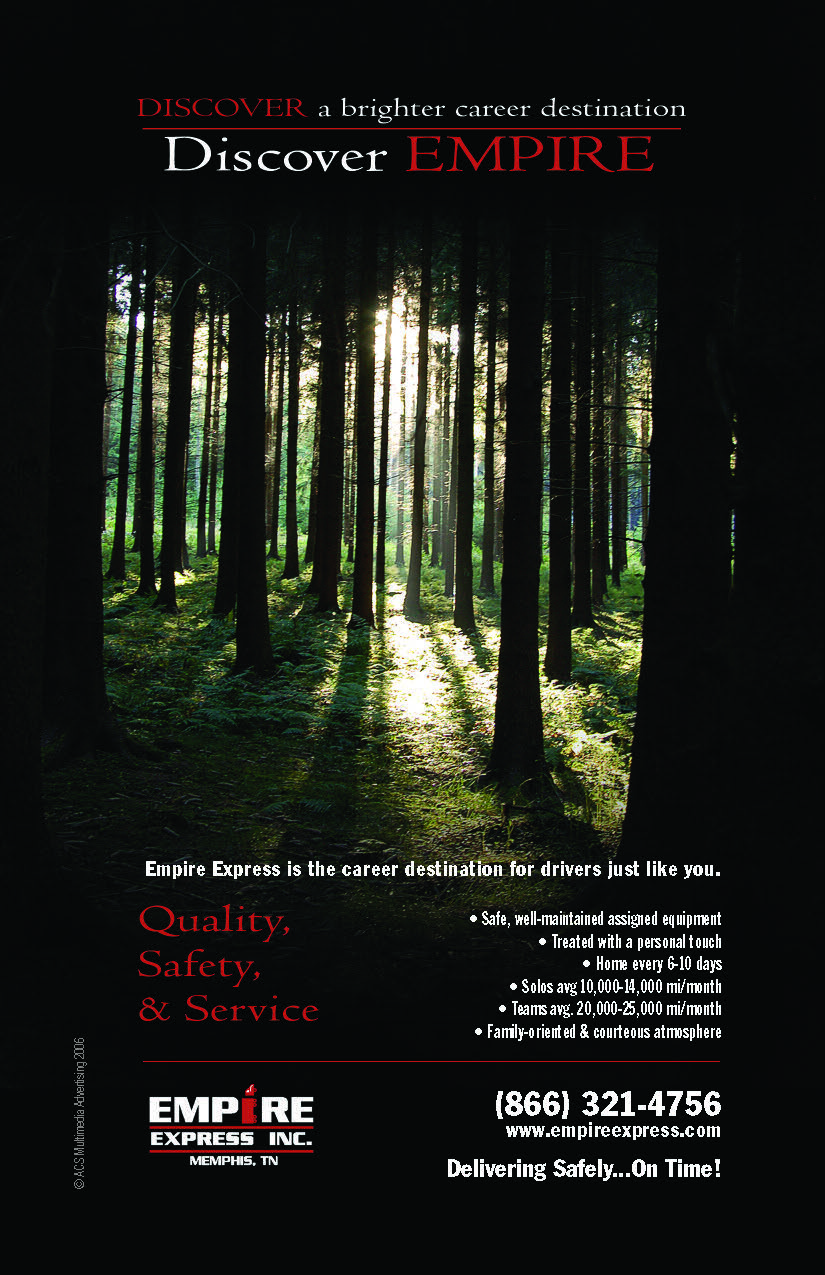 DISCOVER a brighter career destination
Discover EMPIRE
Empire Express is the career destination for drivers just like you.
Quality,
Safety,
& Service
• Safe, well-maintained assigned equipment
• Treated with a personal touch
• Home every 6-10 days
• Solos avg 10,000-14,000 mi/month
• Teams avg. 20,000-25,000 mi/month
• Family-oriented & courteous atmosphere
© ACS Multimedia Advertising 2006
EMPIRE
EXPRESS INC.
MEMPHIS, TN
(866) 321-4756
www.empireexpress.com
Delivering Safely...On Time!